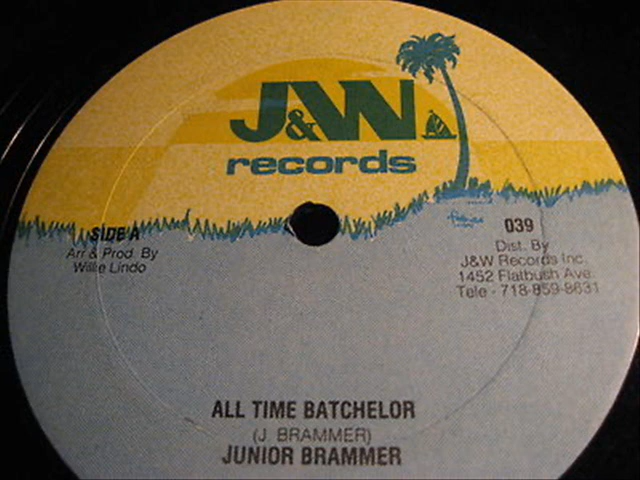 J&W
records
SIDE A
Arr & Prod. By
Willie Lindo
039
Dist. By
J&W Records Inc.
1452 Flatbush Ave.
Tele - 718-859-8631
ALL TIME BATCHELOR
(J. BRAMMER)
JUNIOR BRAMMER